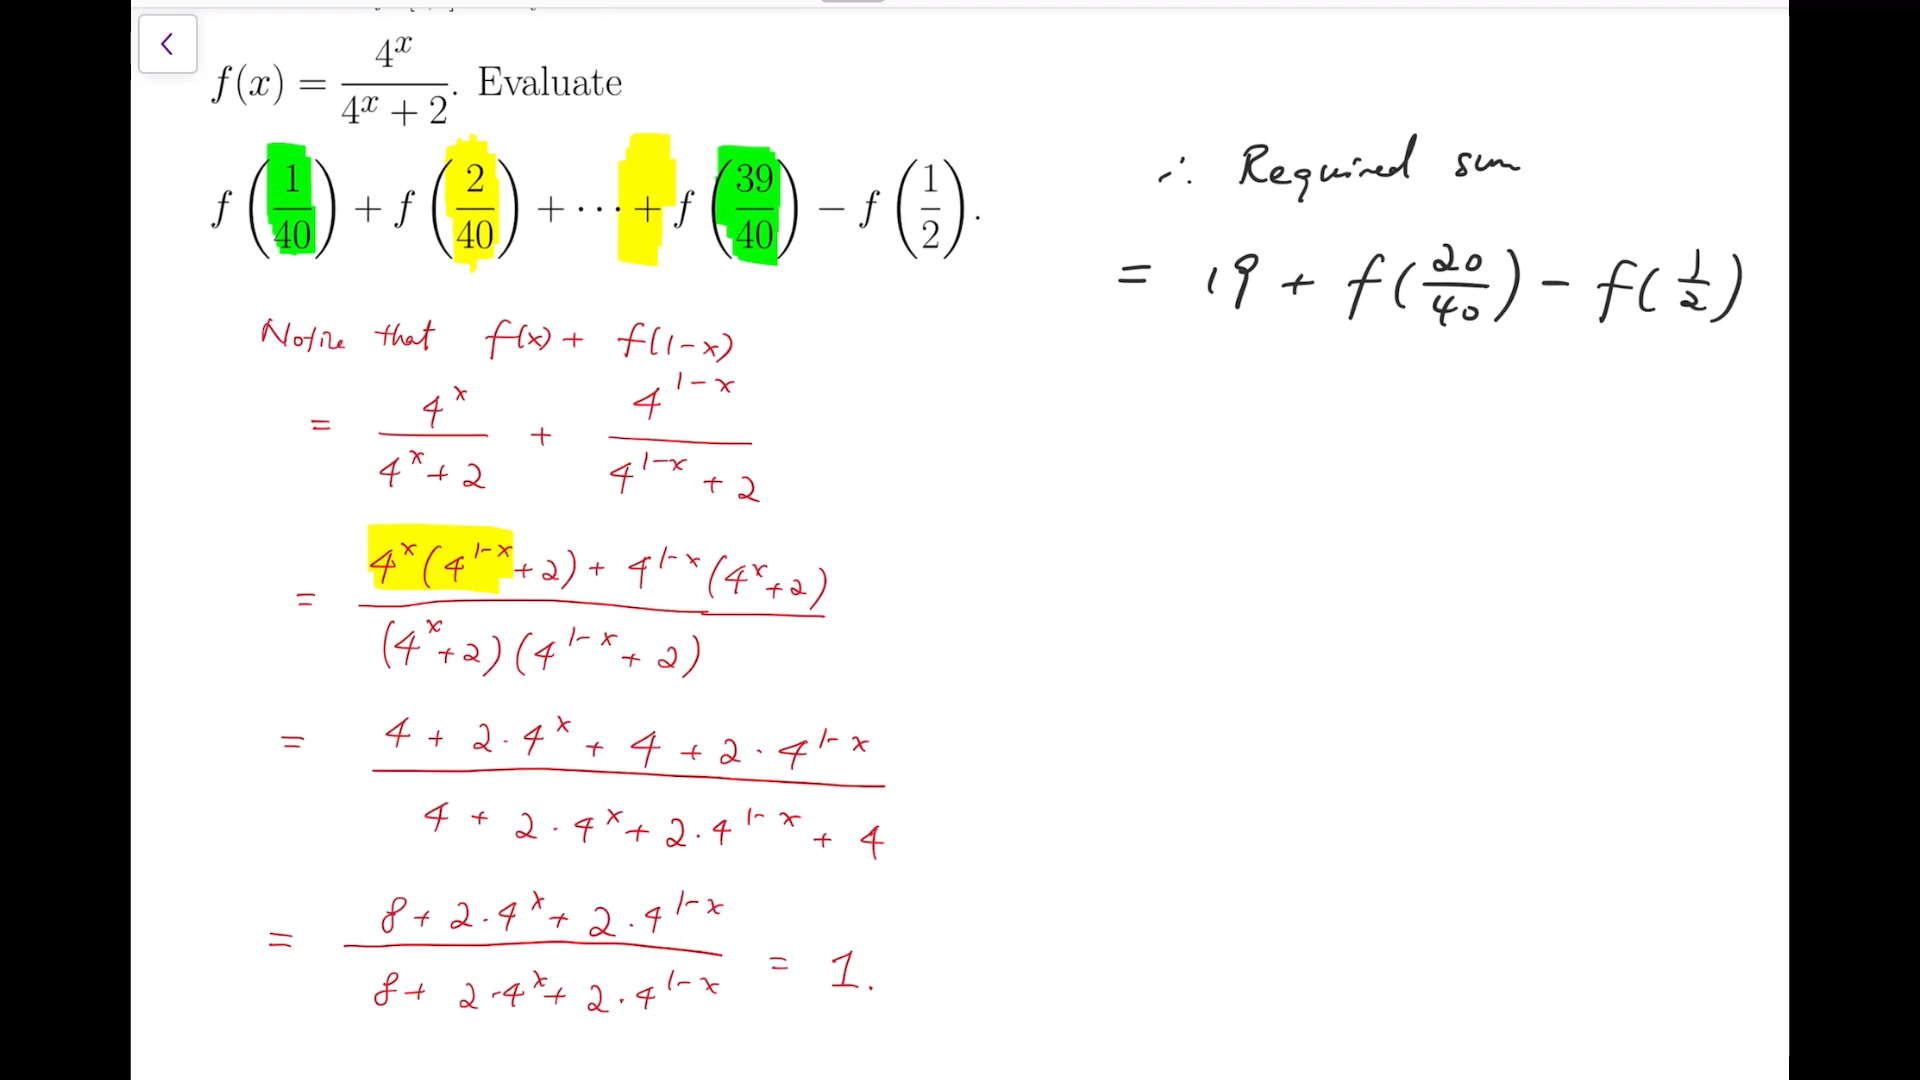 f(x) = 4^x / (4^x + 2). Evaluate
f(1/40) + f(2/40) + ⋯ + f(39/40) − f(1/2).
∴ Required sum
= 19 + f(20/40) − f(1/2)
Notice that f(x) + f(1−x)
= 4^x / (4^x + 2) + 4^(1−x) / (4^(1−x) + 2)
= (4^x(4^(1−x) + 2) + 4^(1−x)(4^x + 2)) / ((4^x + 2)(4^(1−x) + 2))
= (4 + 2·4^x + 4 + 2·4^(1−x)) / (4 + 2·4^x + 2·4^(1−x) + 4)
= (8 + 2·4^x + 2·4^(1−x)) / (8 + 2·4^x + 2·4^(1−x)) = 1.